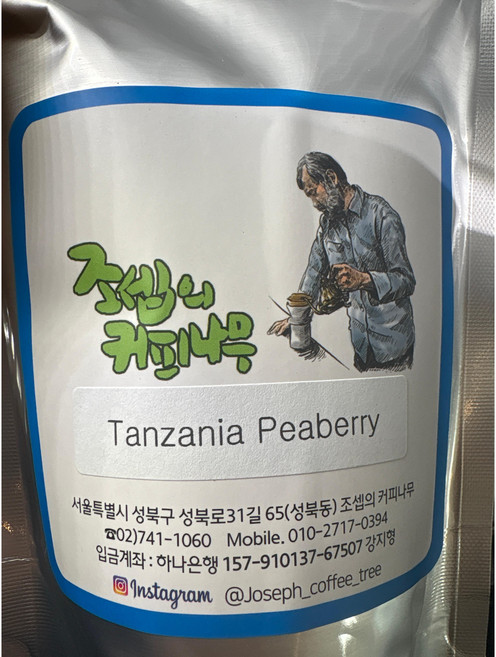 조셉의
커피나무
Tanzania Peaberry
서울특별시 성북구 성북로31길 65(성북동) 조셉의 커피나무
☎02)741-1060 Mobile. 010-2717-0394
입금계좌 : 하나은행 157-910137-67507 강지형
Instagram @Joseph_coffee_tree